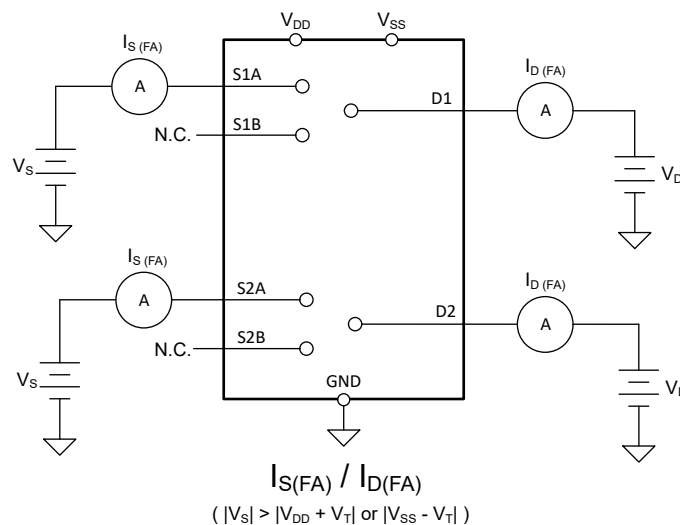 VDD VSS
IS (FA) ID (FA)
A S1A A
D1
N.C. S1B
VS VD
IS (FA) ID (FA)
A S2A A
D2
N.C. S2B
VS GND
IS(FA) / ID(FA)
( |VS| > |VDD + VT| or |VSS - VT| )